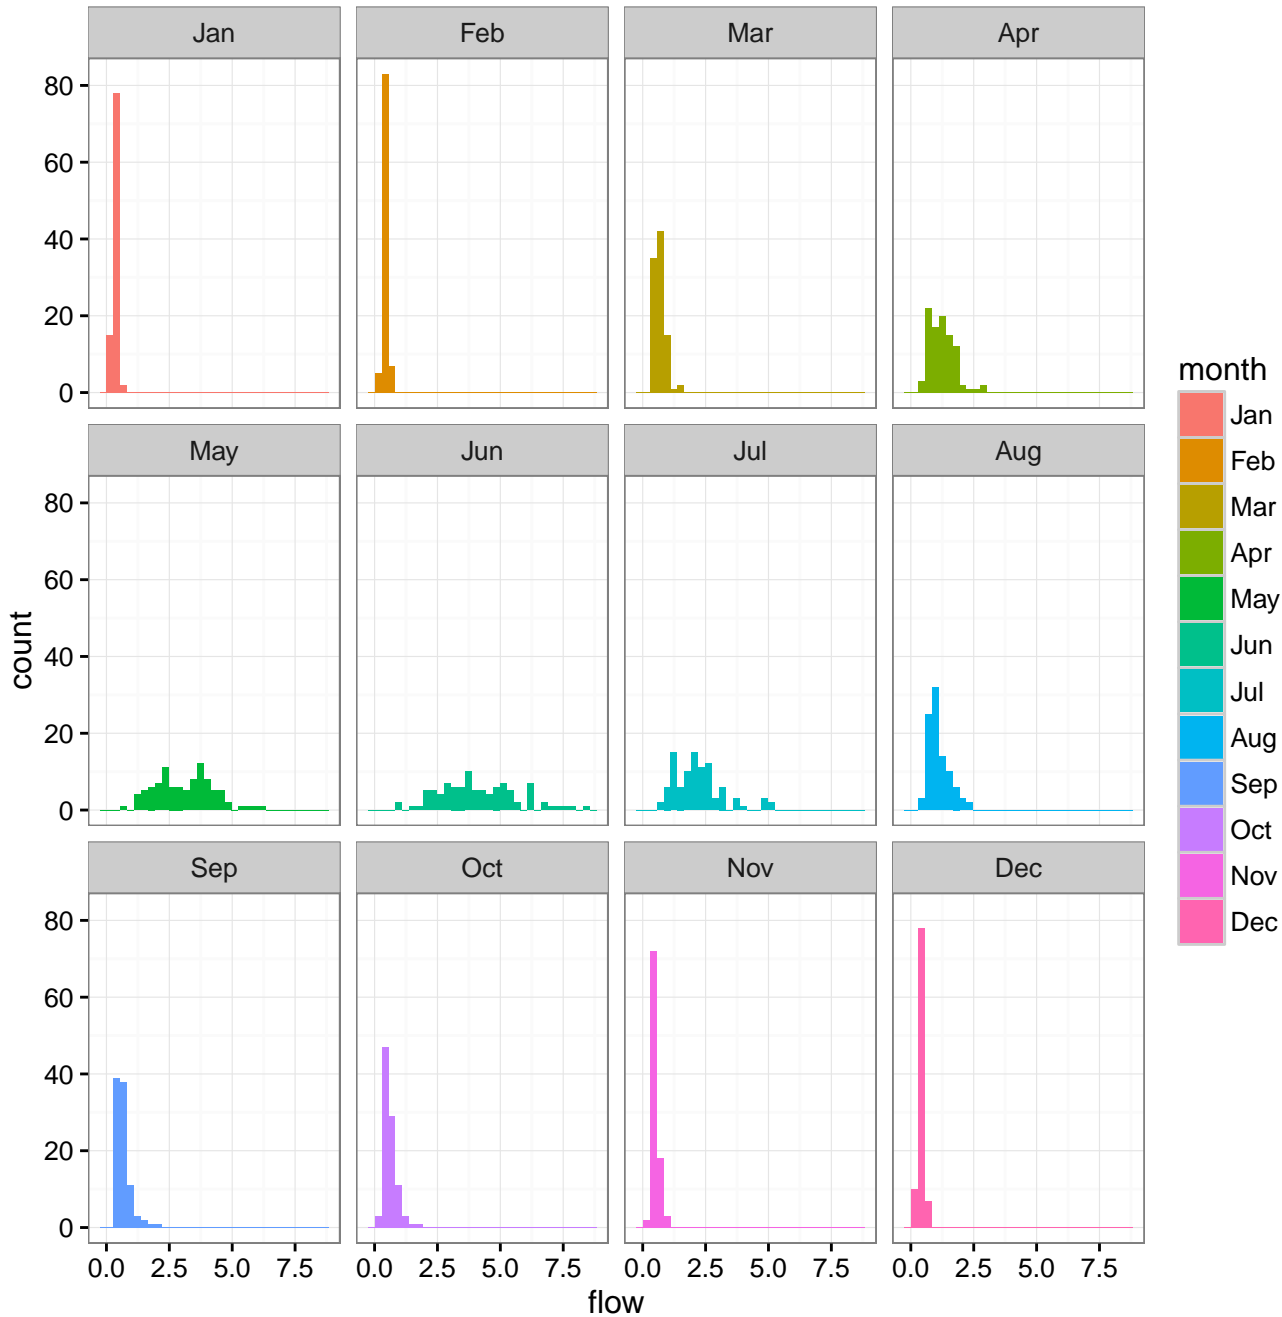 Jan Feb Mar Apr
80
60
40
20
0
May Jun Jul Aug
80
60
40
20
0
Sep Oct Nov Dec
80
60
40
20
0
0.0 2.5 5.0 7.5 0.0 2.5 5.0 7.5 0.0 2.5 5.0 7.5 0.0 2.5 5.0 7.5
flow
count
month
Jan
Feb
Mar
Apr
May
Jun
Jul
Aug
Sep
Oct
Nov
Dec